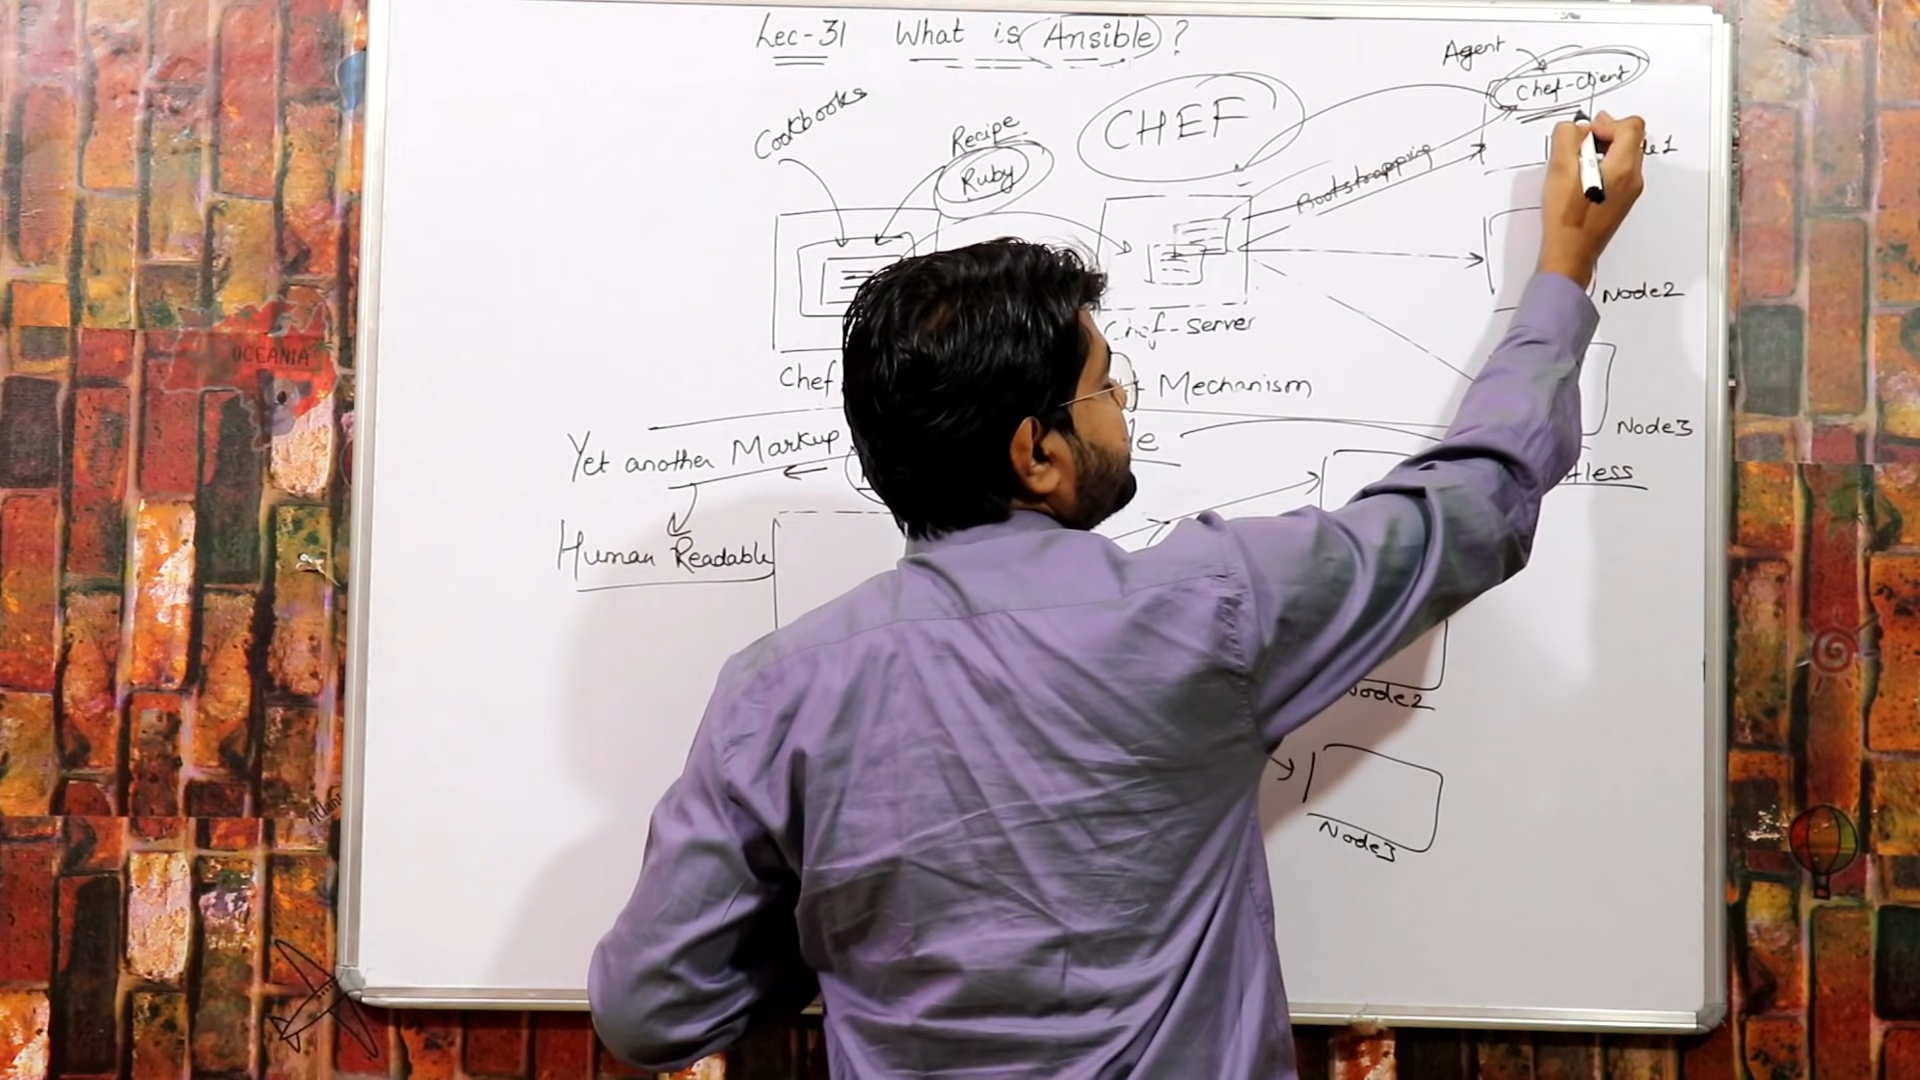 Lec-31 What is Ansible ?
Agent
Chef-client
Cookbooks
Recipe
Ruby
CHEF
Bootstrapping
Node2
Chef-Server
Chef
Mechanism
Node3
Yet another Markup
Human Readable
Node2
Node3
OCEANIA